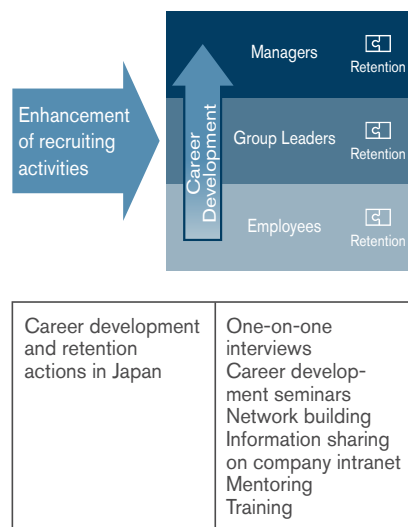 Enhancement
of recruiting
activities
Career
Development
Managers
Retention
Group Leaders
Retention
Employees
Retention
Career development
and retention
actions in Japan
One-on-one
interviews
Career develop-
ment seminars
Network building
Information sharing
on company intranet
Mentoring
Training